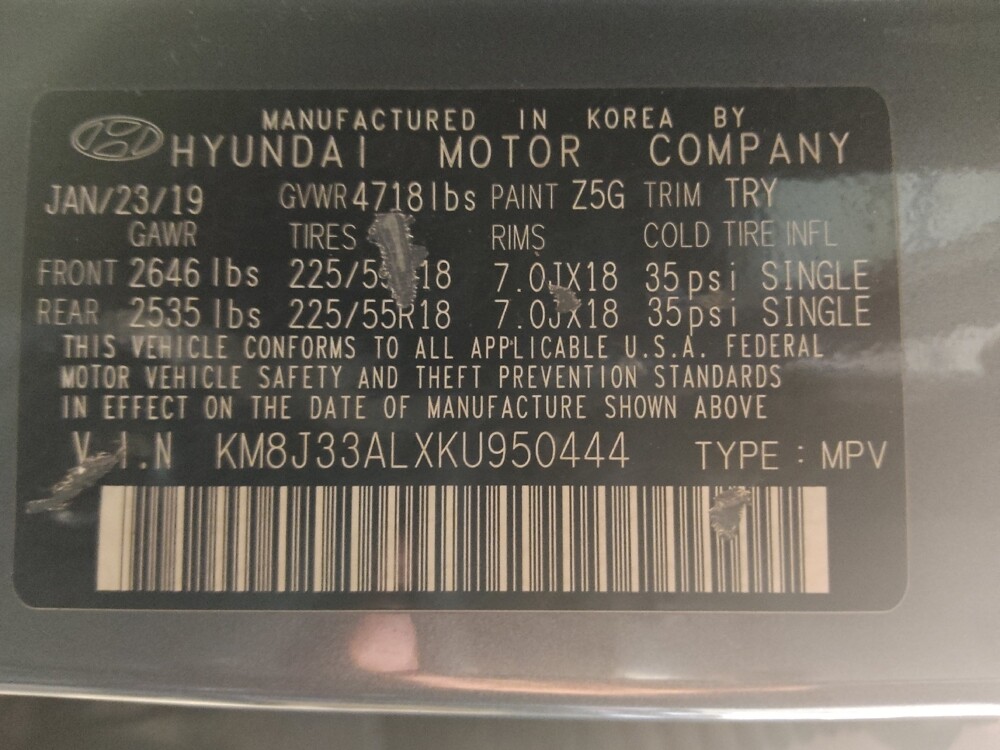 MANUFACTURED IN KOREA BY
HYUNDAI MOTOR COMPANY
JAN/23/19 GVWR 4718lbs PAINT Z5G TRIM TRY
GAWR TIRES RIMS COLD TIRE INFL
FRONT 2646 lbs 7.0JX18 35psi SINGLE
REAR 2535 lbs 225/55R18 7.0JX18 35psi SINGLE
THIS VEHICLE CONFORMS TO ALL APPLICABLE U.S.A. FEDERAL
MOTOR VEHICLE SAFETY AND THEFT PREVENTION STANDARDS
IN EFFECT ON THE DATE OF MANUFACTURE SHOWN ABOVE
V.I.N KM8J33ALXKU950444 TYPE : MPV